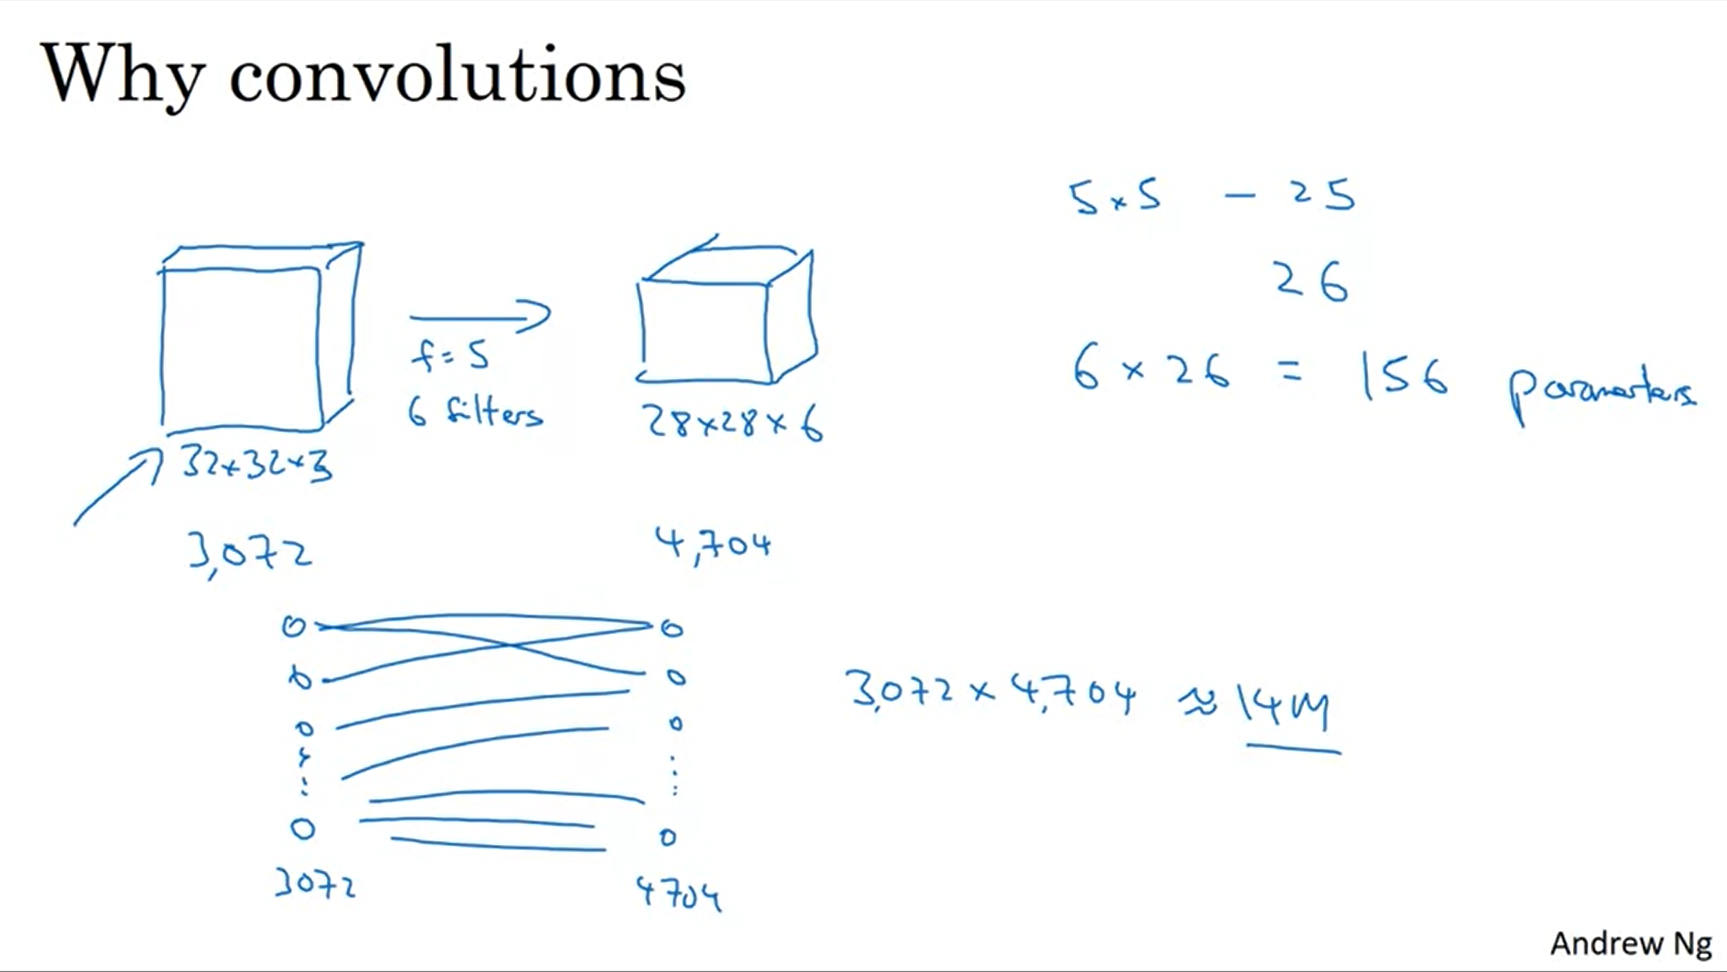 Why convolutions
5×5 - 25
26
6 × 26 = 156 parameters
f=5
6 filters
32×32×3
28×28×6
3,072
4,704
3,072 × 4,704 ≈ 14M
3072
4704
Andrew Ng